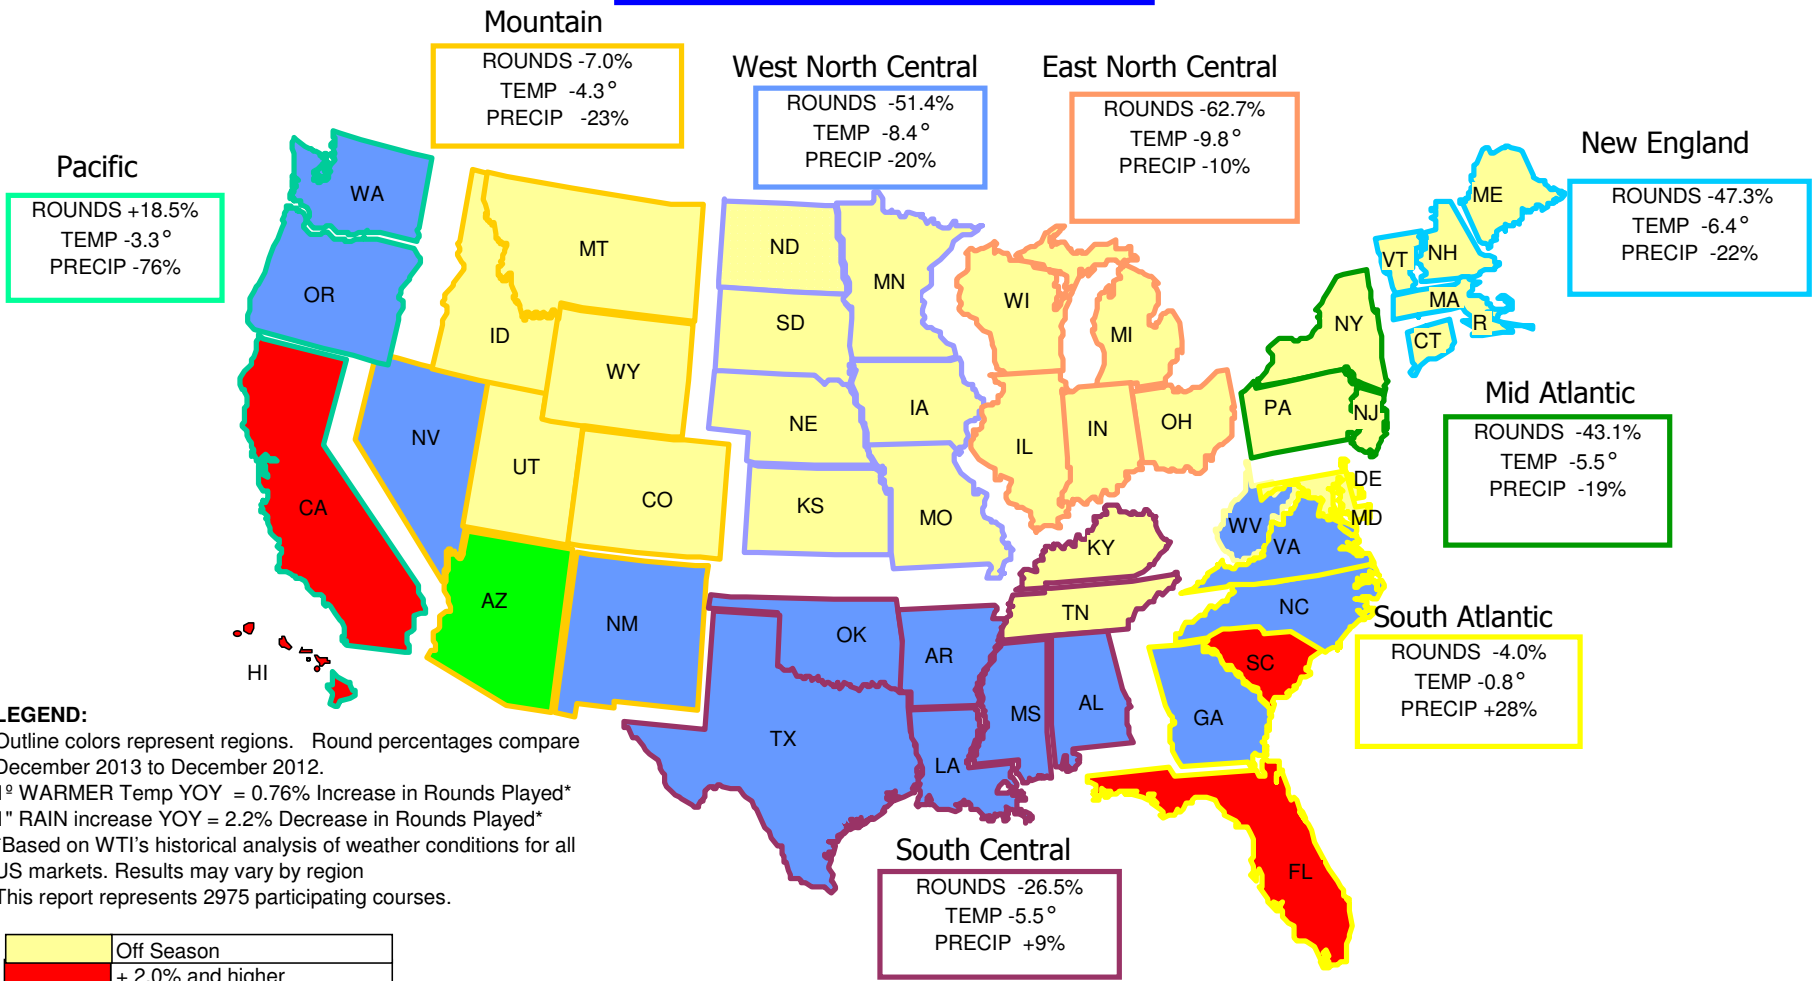 Mountain
ROUNDS -7.0%
TEMP -4.3°
PRECIP -23%
West North Central
ROUNDS -51.4%
TEMP -8.4°
PRECIP -20%
East North Central
ROUNDS -62.7%
TEMP -9.8°
PRECIP -10%
New England
ROUNDS -47.3%
TEMP -6.4°
PRECIP -22%
Pacific
ROUNDS +18.5%
TEMP -3.3°
PRECIP -76%
Mid Atlantic
ROUNDS -43.1%
TEMP -5.5°
PRECIP -19%
South Atlantic
ROUNDS -4.0%
TEMP -0.8°
PRECIP +28%
South Central
ROUNDS -26.5%
TEMP -5.5°
PRECIP +9%
WA
OR
CA
HI
MT
ID
WY
NV
UT
CO
AZ
NM
ND
SD
NE
KS
MN
IA
MO
WI
MI
IL
IN
OH
KY
TN
OK
AR
TX
LA
MS
AL
ME
VT
NH
MA
R
CT
NY
PA
NJ
DE
MD
WV
VA
NC
SC
GA
FL
LEGEND:
Outline colors represent regions. Round percentages compare
December 2013 to December 2012.
1º WARMER Temp YOY = 0.76% Increase in Rounds Played*
1" RAIN increase YOY = 2.2% Decrease in Rounds Played*
*Based on WTI's historical analysis of weather conditions for all
US markets. Results may vary by region
This report represents 2975 participating courses.
Off Season
+ 2.0% and higher